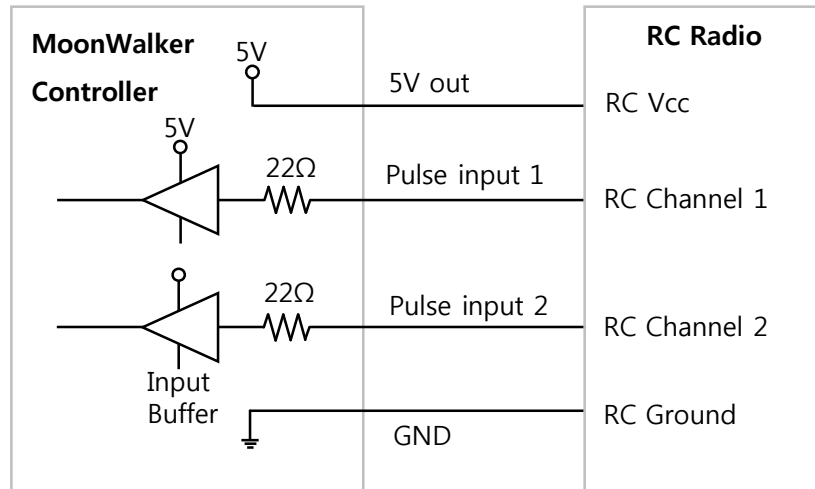 MoonWalker
Controller
5V
5V out
5V
22Ω
Pulse input 1
22Ω
Pulse input 2
Input
Buffer
GND
RC Radio
RC Vcc
RC Channel 1
RC Channel 2
RC Ground